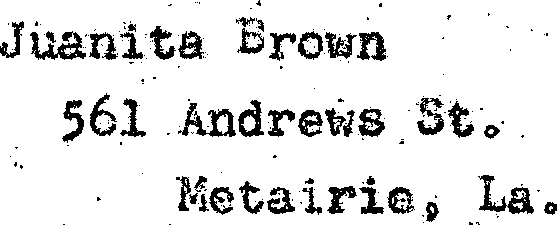 Juanita Brown
561 Andrews St.
Metairie, La.